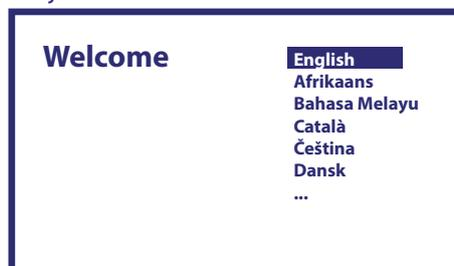 Welcome
English
Afrikaans
Bahasa Melayu
Català
Čeština
Dansk
...